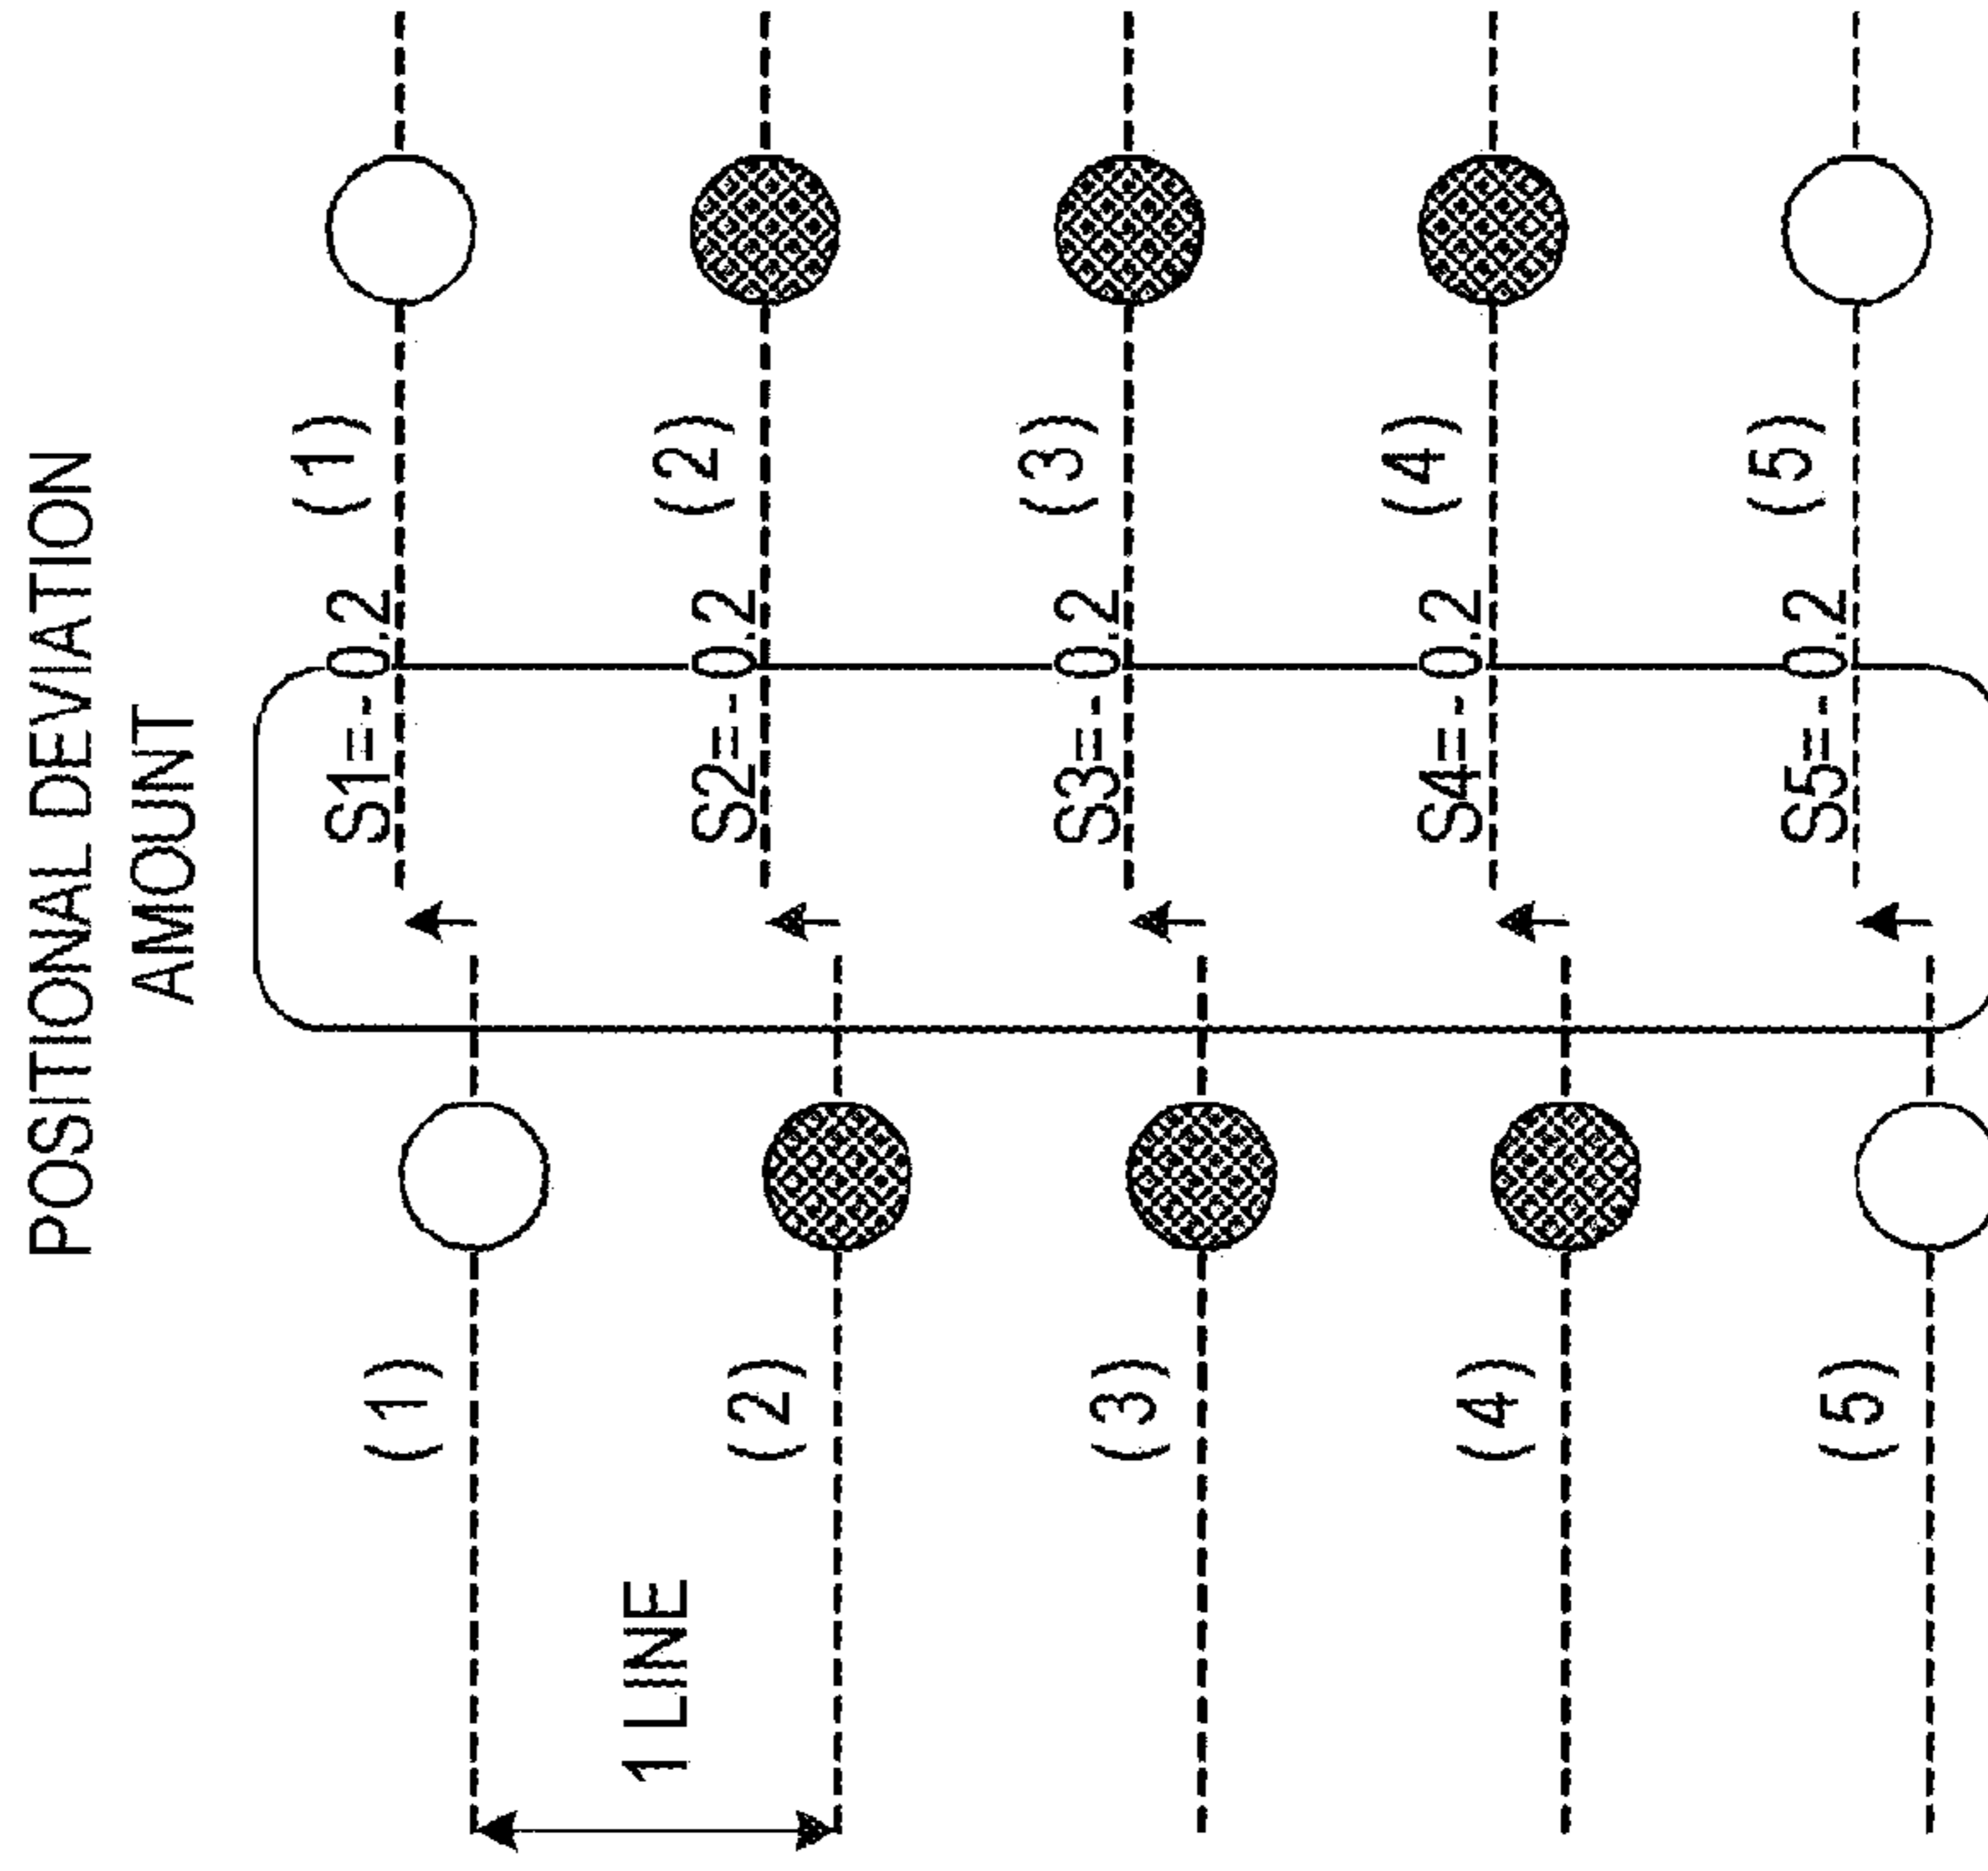 POSITIONAL DEVIATION
AMOUNT
(1)
(2)
(3)
(4)
(5)
S1=-0.2
S2=-0.2
S3=-0.2
S4=-0.2
S5=-0.2
(1)
(2)
(3)
(4)
(5)
1 LINE